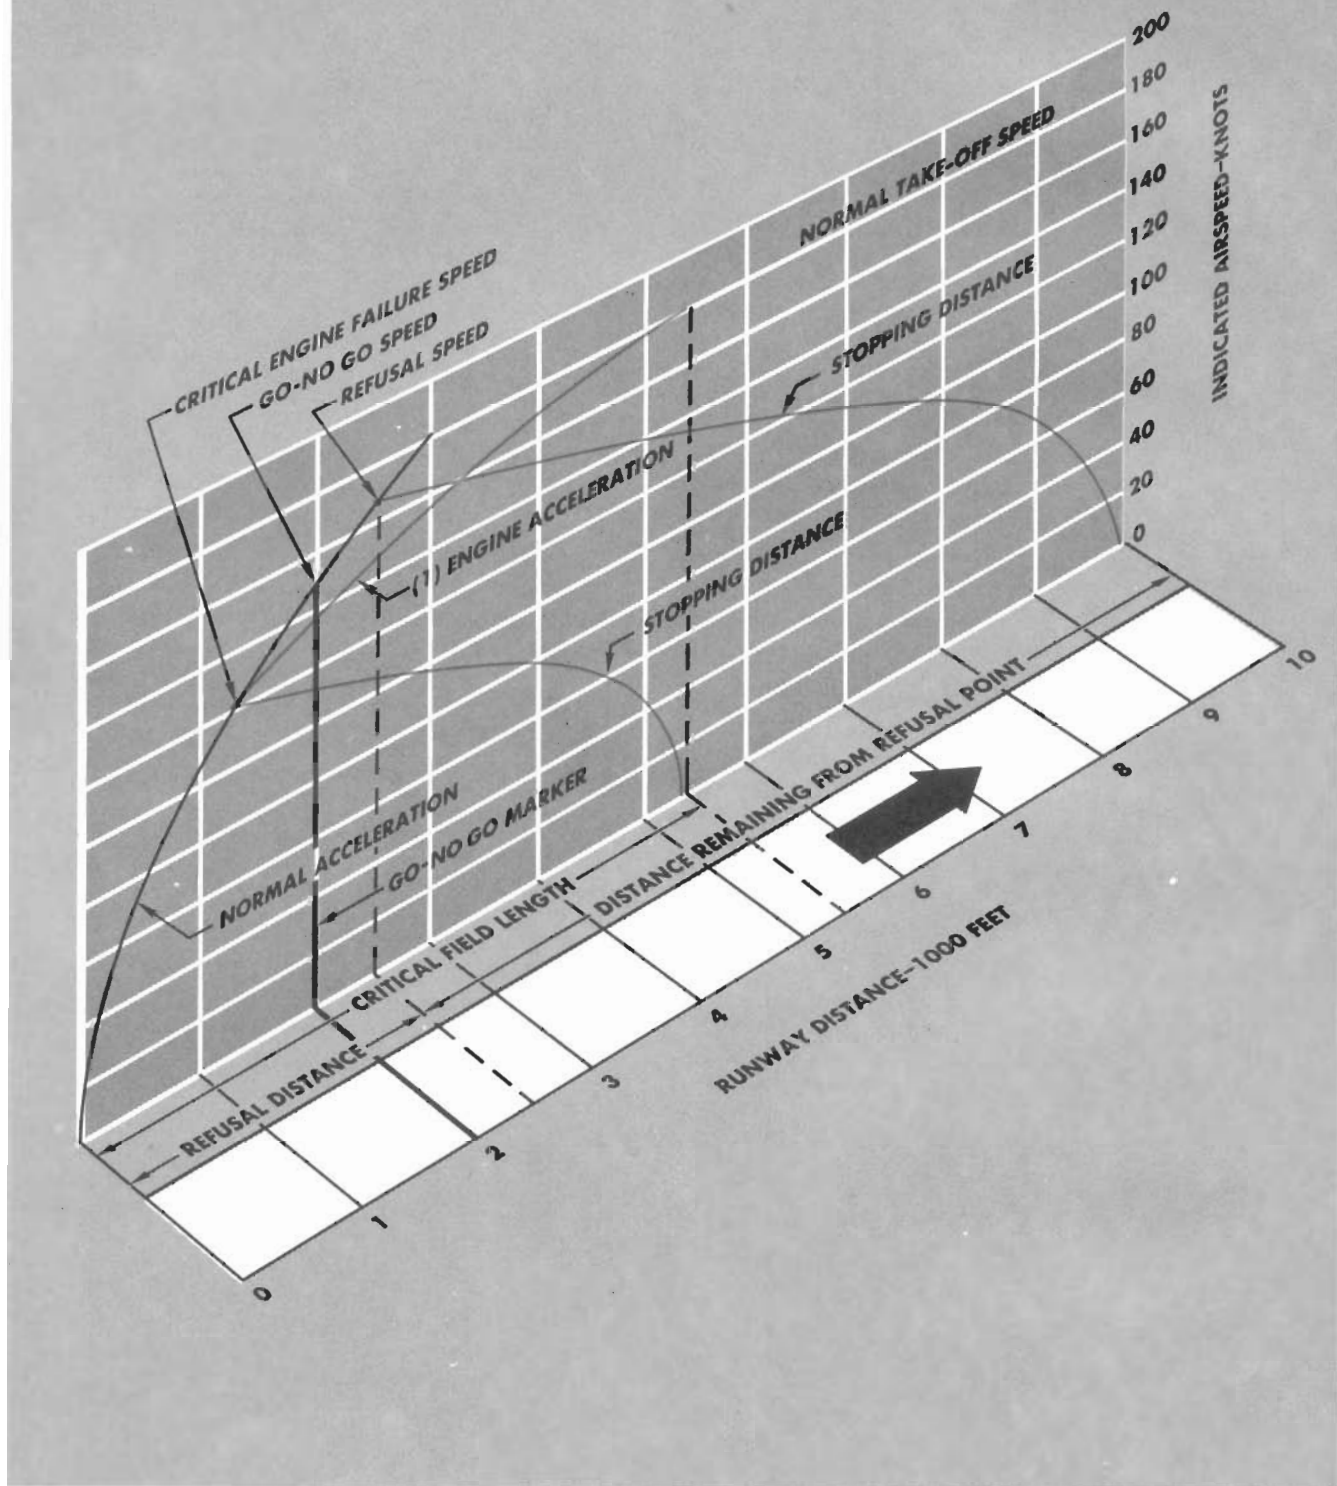 200
180
160
140
120
100
80
60
40
20
0
INDICATED AIRSPEED-KNOTS
NORMAL TAKE-OFF SPEED
STOPPING DISTANCE
CRITICAL ENGINE FAILURE SPEED
GO-NO GO SPEED
REFUSAL SPEED
(1) ENGINE ACCELERATION
STOPPING DISTANCE
NORMAL ACCELERATION
GO-NO GO MARKER
CRITICAL FIELD LENGTH
DISTANCE REMAINING FROM REFUSAL POINT
REFUSAL DISTANCE
0
1
2
3
4
5
6
7
8
9
10
RUNWAY DISTANCE-1000 FEET